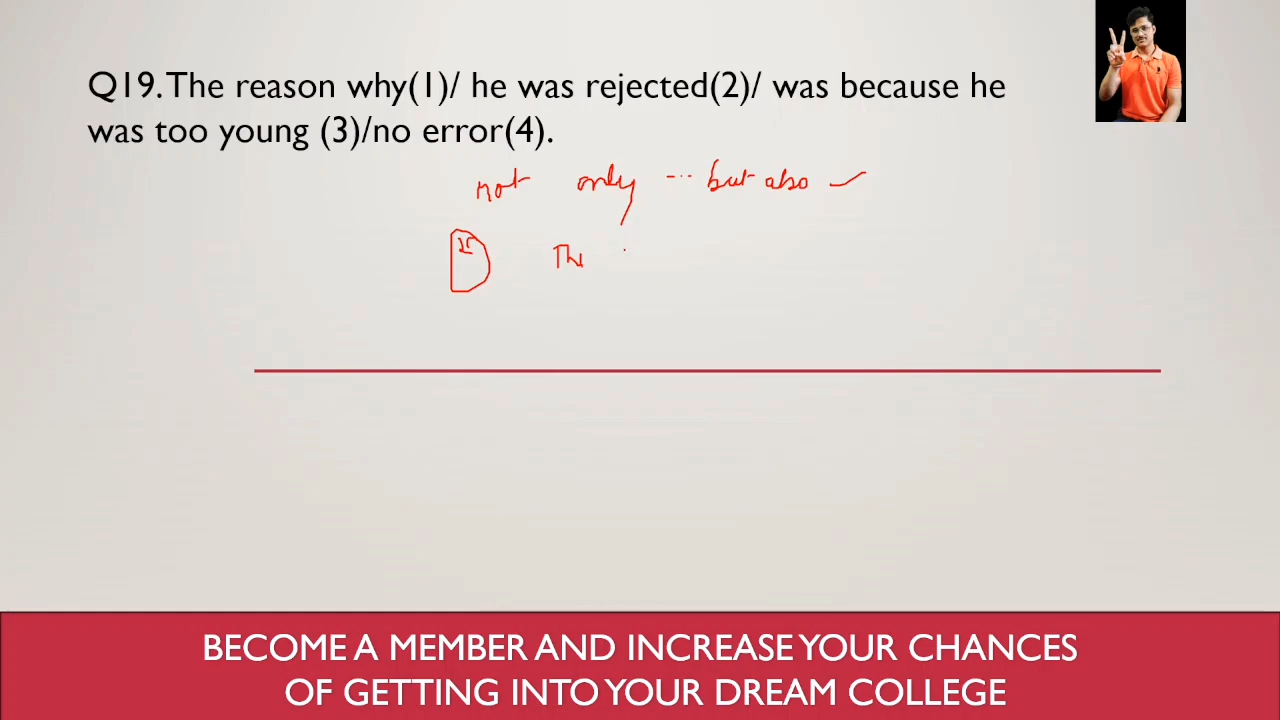 Q19. The reason why(1)/ he was rejected(2)/ was because he
was too young (3)/no error(4).
not only ... but also
The
BECOME A MEMBER AND INCREASE YOUR CHANCES
OF GETTING INTO YOUR DREAM COLLEGE